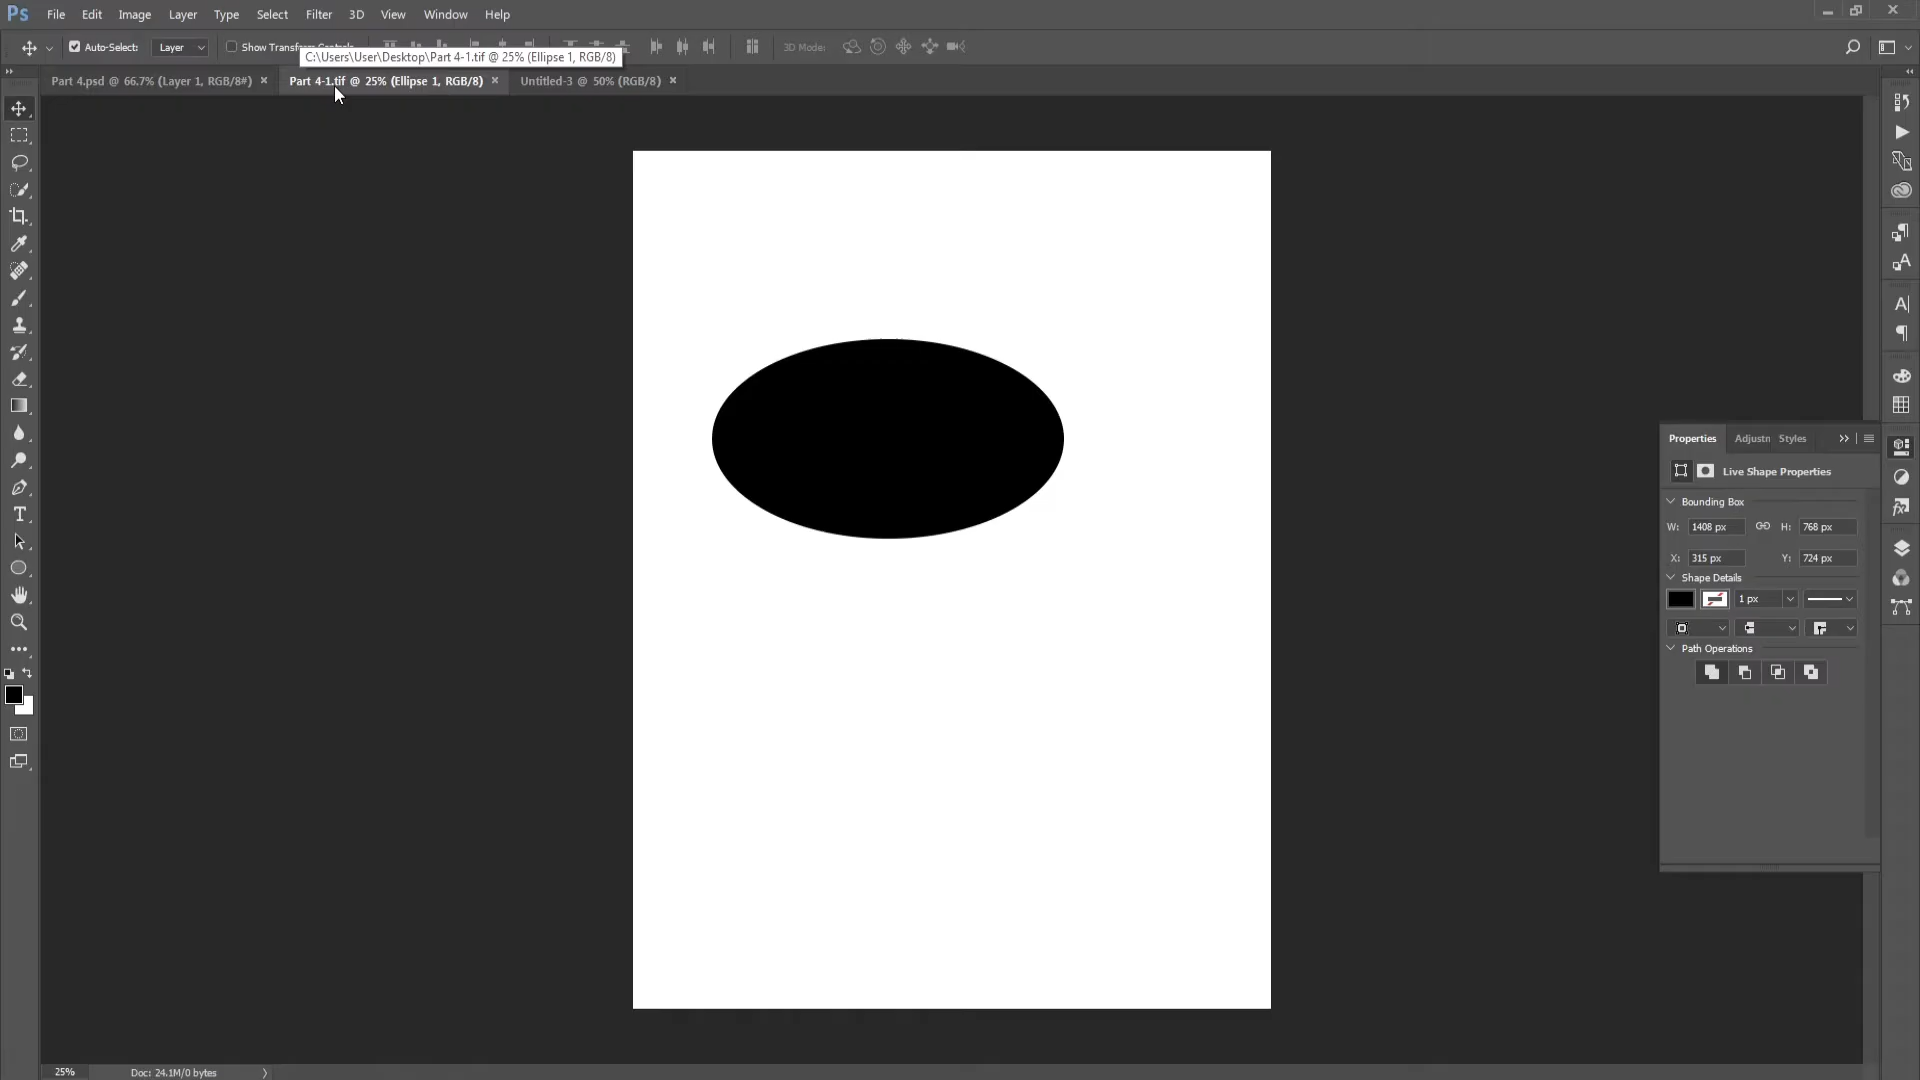 Ps File Edit Image Layer Type Select Filter 3D View Window Help
Auto-Select: Layer Show Transform Controls 3D Mode:
C:\Users\User\Desktop\Part 4-1.tif @ 25% (Ellipse 1, RGB/8)
Part 4.psd @ 66.7% (Layer 1, RGB/8#) × Part 4-1.tif @ 25% (Ellipse 1, RGB/8) × Untitled-3 @ 50% (RGB/8) ×
Properties Adjustn Styles
Live Shape Properties
Bounding Box
W: 1408 px H: 768 px
X: 315 px Y: 724 px
Shape Details
1 px
Path Operations
25% Doc: 24.1M/0 bytes